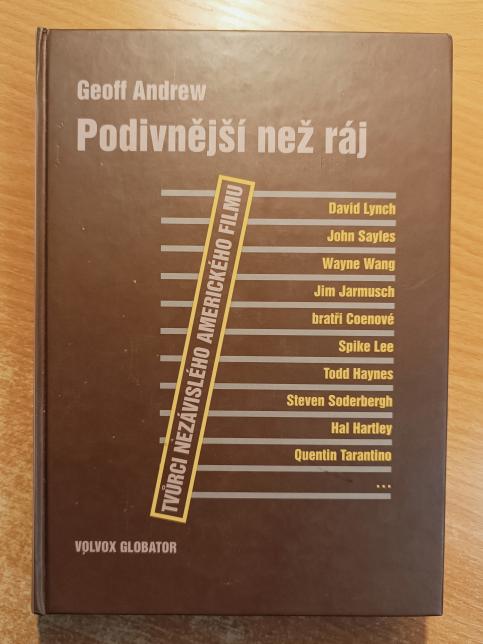 Geoff Andrew
Podivnější než ráj
TVŮRCI NEZÁVISLÉHO AMERICKÉHO FILMU
David Lynch
John Sayles
Wayne Wang
Jim Jarmusch
bratři Coenové
Spike Lee
Todd Haynes
Steven Soderbergh
Hal Hartley
Quentin Tarantino
...
VOLVOX GLOBATOR